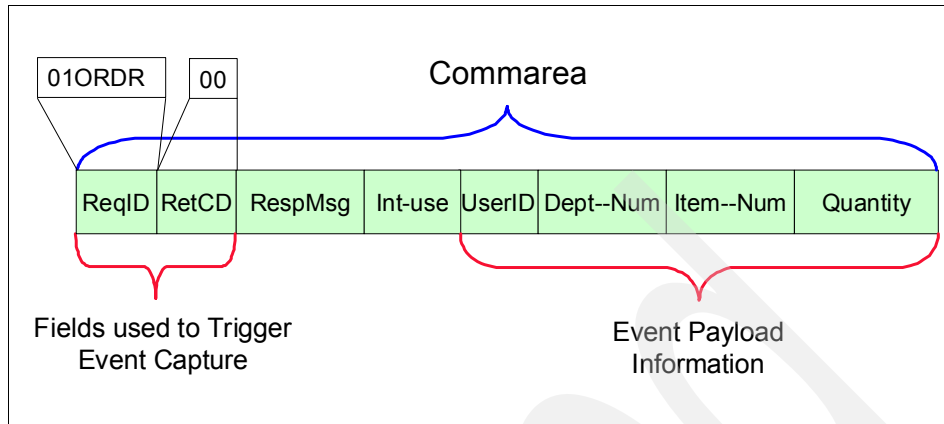 Commarea
01ORDR
00
ReqID
RetCD
RespMsg
Int-use
UserID
Dept--Num
Item--Num
Quantity
Fields used to Trigger
Event Capture
Event Payload
Information